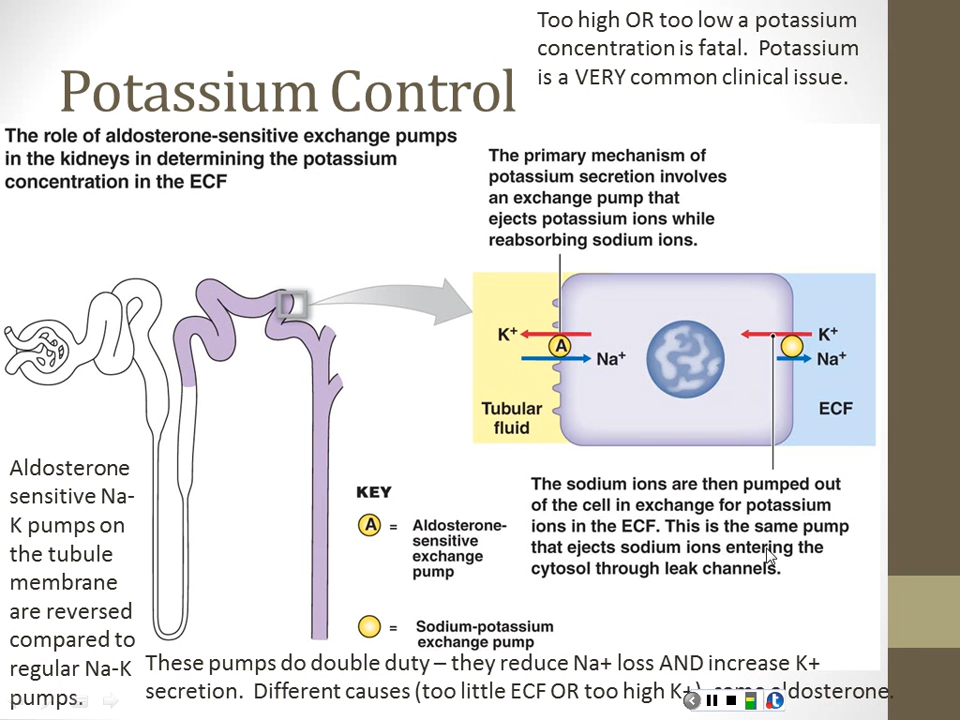 Too high OR too low a potassium
concentration is fatal. Potassium
is a VERY common clinical issue.
Potassium Control
The role of aldosterone-sensitive exchange pumps
in the kidneys in determining the potassium
concentration in the ECF
The primary mechanism of
potassium secretion involves
an exchange pump that
ejects potassium ions while
reabsorbing sodium ions.
K+
A
Na+
K+
Na+
Tubular
fluid
ECF
Aldosterone
sensitive Na-
K pumps on
the tubule
membrane
are reversed
compared to
regular Na-K
pumps.
KEY
A = Aldosterone-
sensitive
exchange
pump
= Sodium-potassium
exchange pump
The sodium ions are then pumped out
of the cell in exchange for potassium
ions in the ECF. This is the same pump
that ejects sodium ions entering the
cytosol through leak channels.
These pumps do double duty – they reduce Na+ loss AND increase K+
secretion. Different causes (too little ECF OR too high K+), same aldosterone.